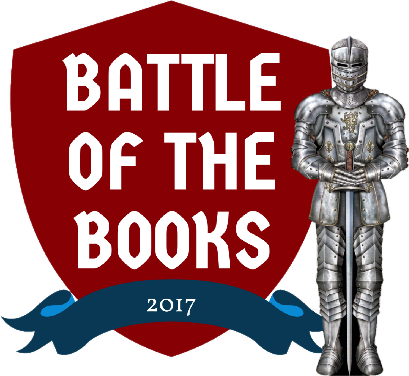 BATTLE
OF THE
BOOKS
2017